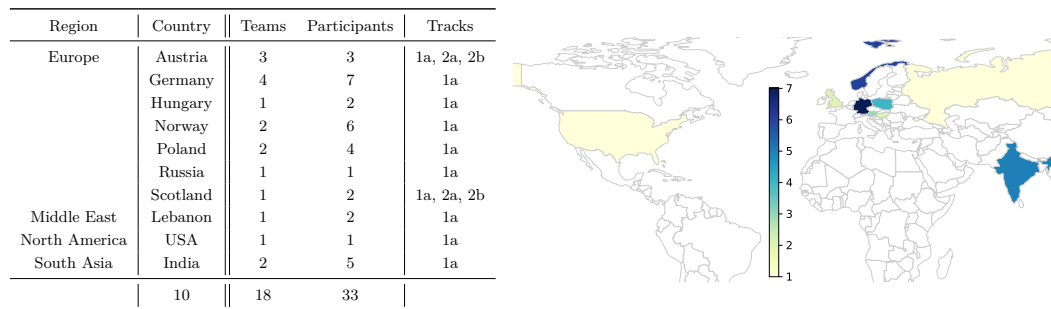 Region Country Teams Participants Tracks
Europe Austria 3 3 1a, 2a, 2b
Germany 4 7 1a
Hungary 1 2 1a
Norway 2 6 1a
Poland 2 4 1a
Russia 1 1 1a
Scotland 1 2 1a, 2a, 2b
Middle East Lebanon 1 2 1a
North America USA 1 1 1a
South Asia India 2 5 1a
10 18 33
7
6
5
4
3
2
1